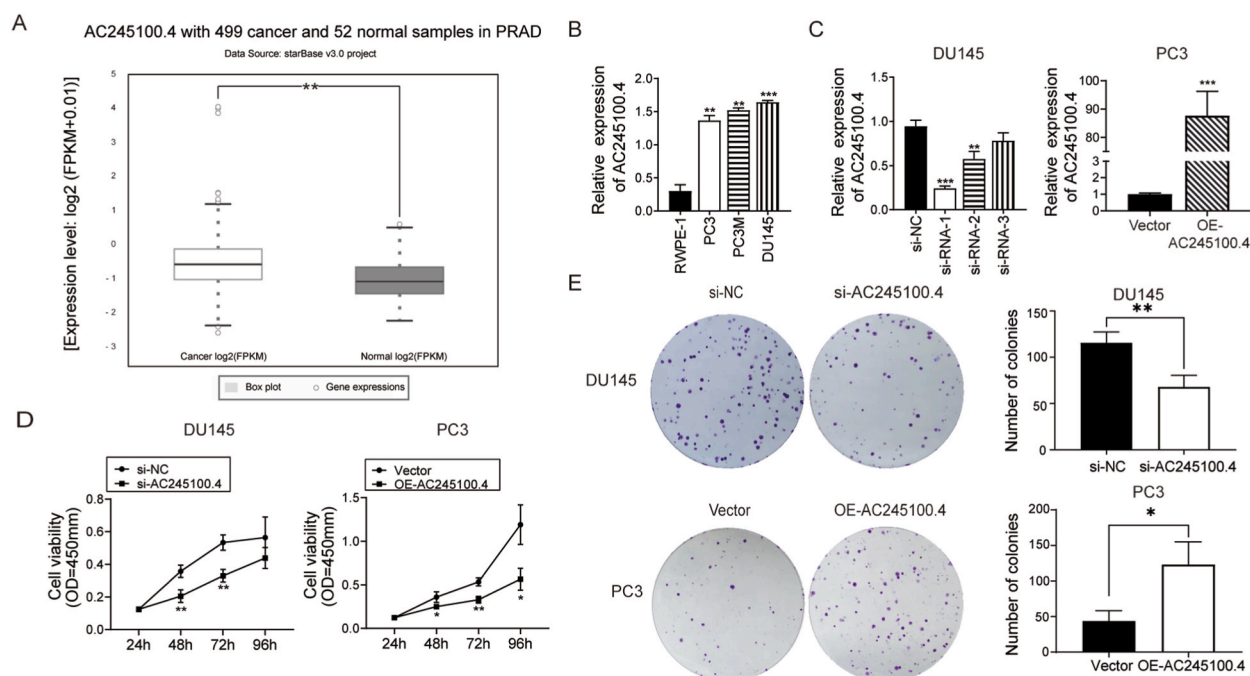 A
AC245100.4 with 499 cancer and 52 normal samples in PRAD
Data Source: starBase v3.0 project
[Expression level: log2 (FPKM+0.01)]
5
4
3
2
1
0
- 1
- 2
- 3
**
Cancer log2(FPKM)
Normal log2(FPKM)
Box plot
Gene expressions
B
Relative expression
of AC245100.4
2.0
1.5
1.0
0.5
0.0
**
**
***
RWPE-1
PC3
PC3M
DU145
C
DU145
Relative expression
of AC245100.4
1.5
1.0
0.5
0.0
***
**
si-NC
si-RNA-1
si-RNA-2
si-RNA-3
PC3
Relative expression
of AC245100.4
100
90
80
70
60
2
1
0
***
Vector
OE-
AC245100.4
D
DU145
si-NC
si-AC245100.4
Cell viability
(OD=450mm)
0.8
0.6
0.4
0.2
0.0
**
**
24h
48h
72h
96h
PC3
Vector
OE-AC245100.4
Cell viability
(OD=450mm)
1.5
1.0
0.5
0.0
*
**
*
24h
48h
72h
96h
E
si-NC
si-AC245100.4
DU145
DU145
Number of colonies
150
100
50
0
**
si-NC
si-AC245100.4
Vector
OE-AC245100.4
PC3
PC3
Number of colonies
200
150
100
50
0
*
Vector
OE-AC245100.4